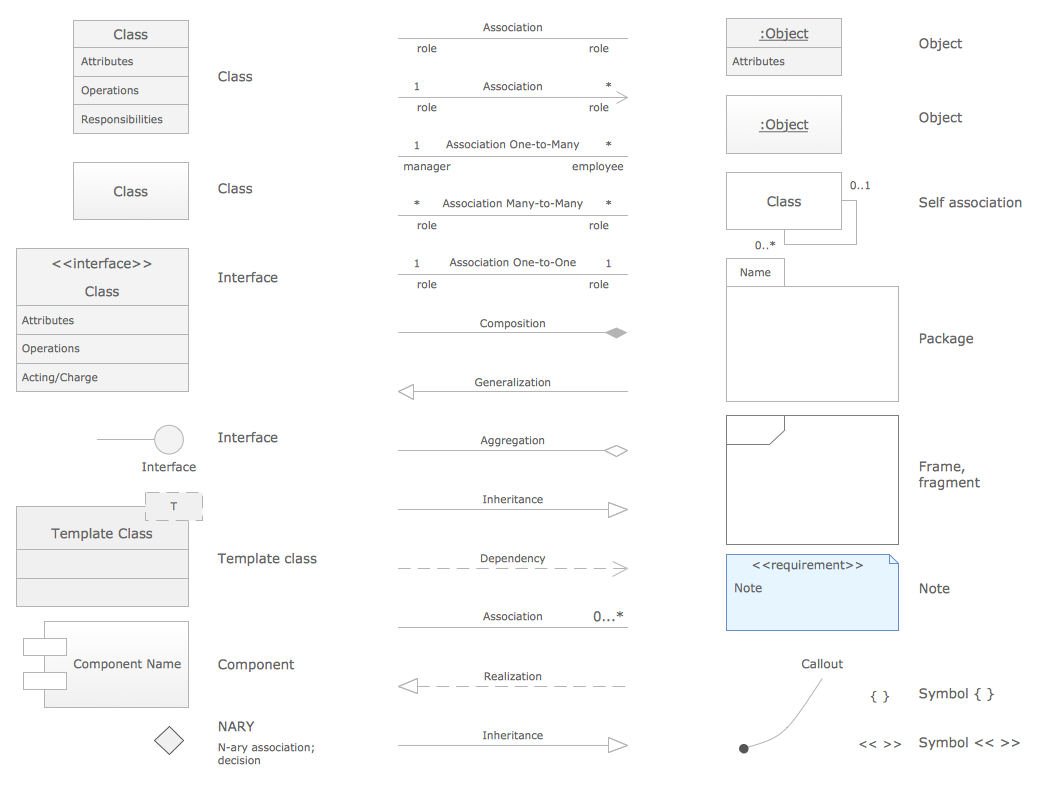 Class
Attributes
Operations
Responsibilities
Class
Class
Class
<<interface>>
Class
Attributes
Operations
Acting/Charge
Interface
Interface
Interface
T
Template Class
Template class
Component Name
Component
NARY
N-ary association;
decision
Association
role role
1 Association *
role role
1 Association One-to-Many *
manager employee
* Association Many-to-Many *
role role
1 Association One-to-One 1
role role
Composition
Generalization
Aggregation
Inheritance
Dependency
Association 0...*
Realization
Inheritance
:Object
Attributes
Object
:Object
Object
0..1
Class
Self association
0..*
Name
Package
Frame,
fragment
<<requirement>>
Note
Note
Callout
{ } Symbol { }
<< >> Symbol << >>